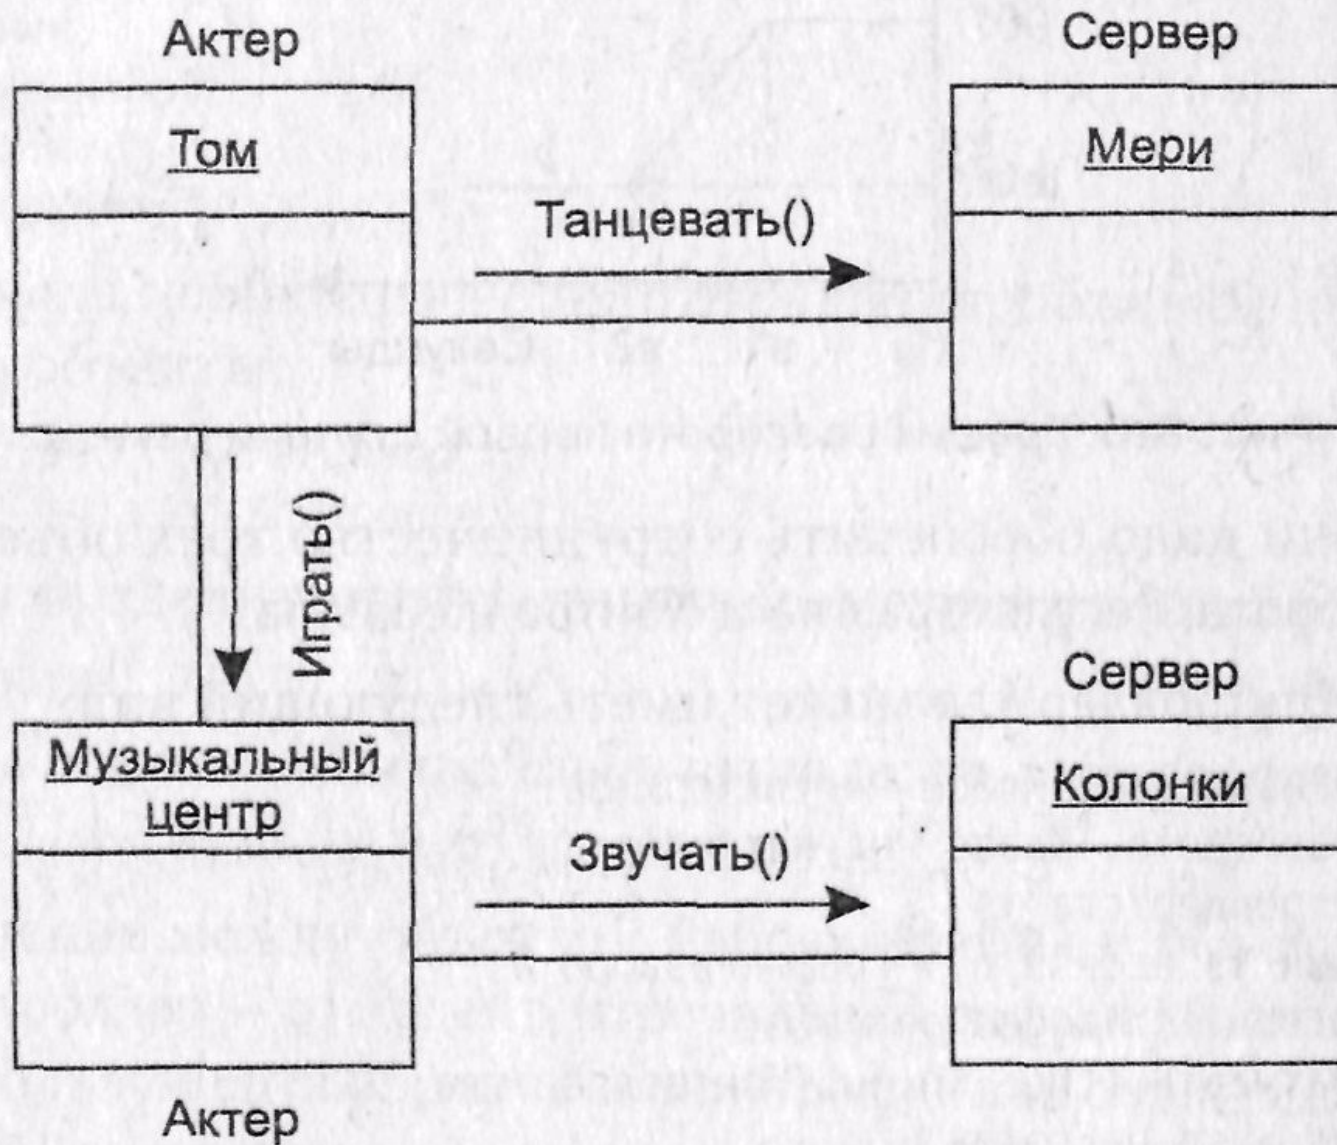 Актер
Сервер
Том
Мери
Танцевать()
Играть()
Сервер
Музыкальный
центр
Колонки
Звучать()
Актер